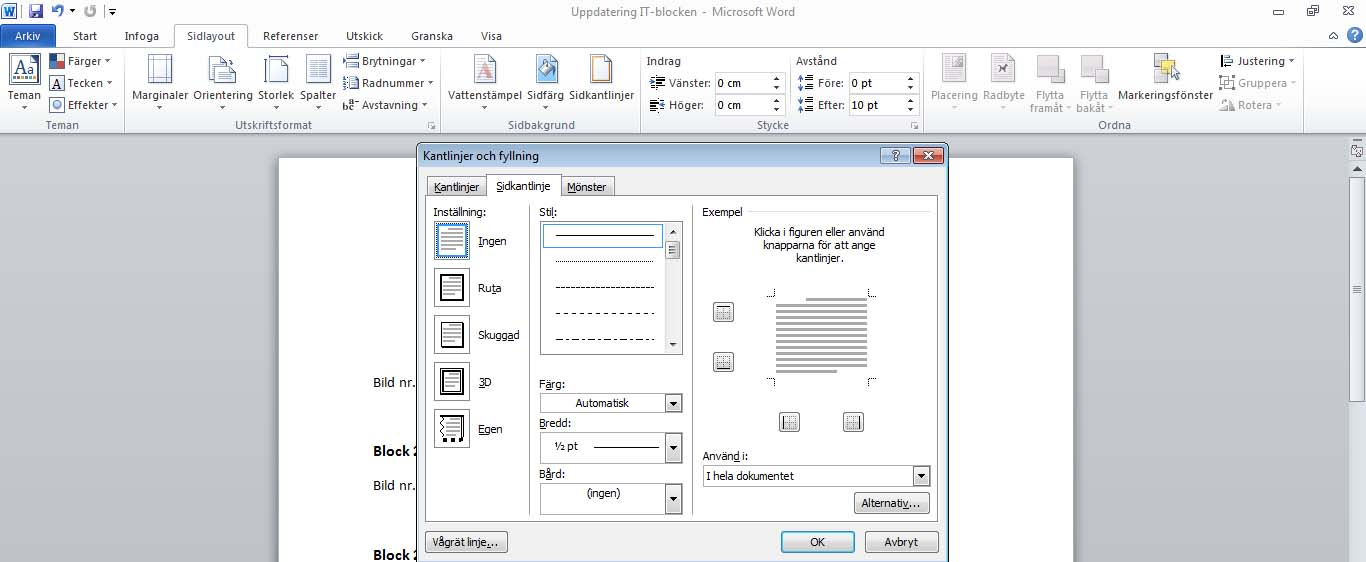 Uppdatering IT-blocken - Microsoft Word
Arkiv Start Infoga Sidlayout Referenser Utskick Granska Visa
Teman
Färger
Tecken
Effekter
Teman
Marginaler Orientering Storlek Spalter
Brytningar
Radnummer
Avstavning
Utskriftsformat
Vattenstämpel Sidfärg Sidkantlinjer
Sidbakgrund
Indrag
Vänster: 0 cm
Höger: 0 cm
Avstånd
Före: 0 pt
Efter: 10 pt
Stycke
Placering Radbyte Flytta framåt Flytta bakåt Markeringsfönster
Justering
Gruppera
Rotera
Ordna
Kantlinjer och fyllning
Kantlinjer Sidkantlinje Mönster
Inställning:
Ingen
Ruta
Skuggad
3D
Egen
Stil:
Färg:
Automatisk
Bredd:
½ pt
Bård:
(ingen)
Exempel
Klicka i figuren eller använd
knapparna för att ange
kantlinjer.
Använd i:
I hela dokumentet
Alternativ...
Vågrät linje...
OK
Avbryt
Bild nr.
Block 2
Bild nr.
Block 2